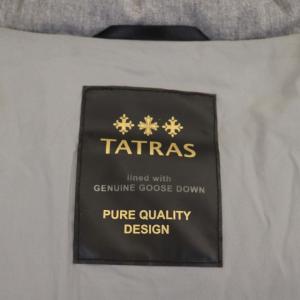 TATRAS
lined with
GENUINE GOOSE DOWN
PURE QUALITY
DESIGN